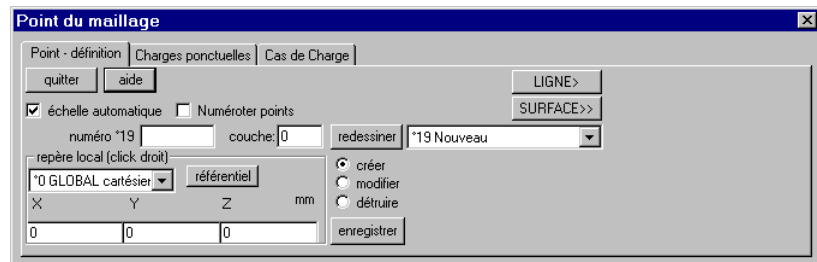 Point du maillage
Point - définition Charges ponctuelles Cas de Charge
quitter aide LIGNE>
échelle automatique Numéroter points SURFACE>>
numéro °19 couche: 0 redessiner °19 Nouveau
repère local (click droit)
créer
°0 GLOBAL cartésier référentiel
modifier
X Y Z mm détruire
0 0 0 enregistrer